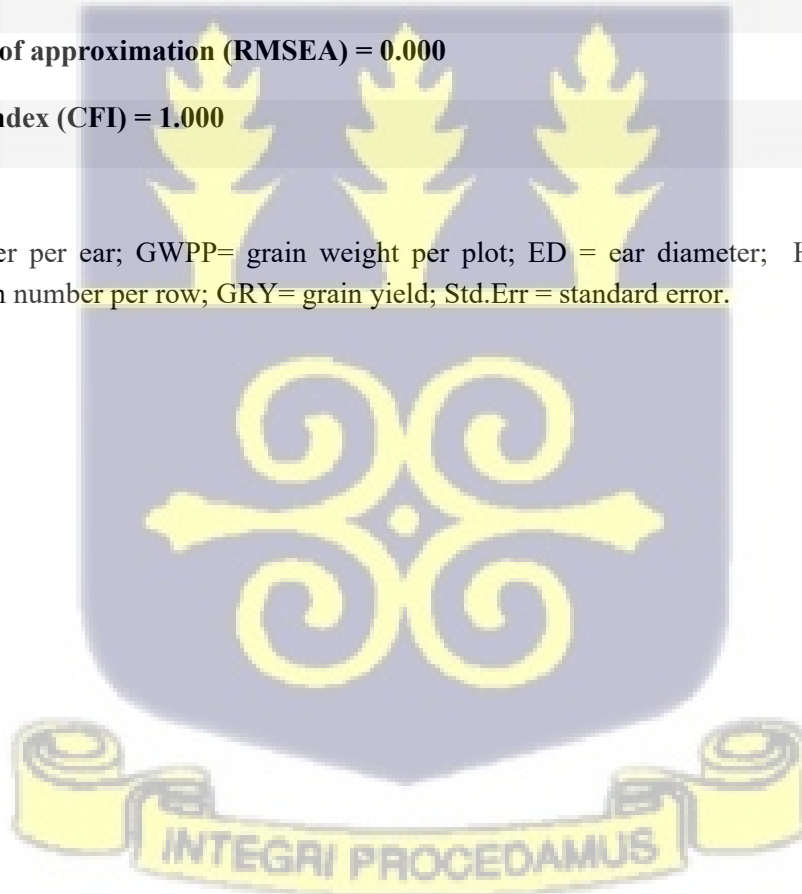 of approximation (RMSEA) = 0.000
ndex (CFI) = 1.000
er per ear; GWPP= grain weight per plot; ED = ear diameter;
n number per row; GRY= grain yield; Std.Err = standard error.
INTEGRI PROCEDAMUS